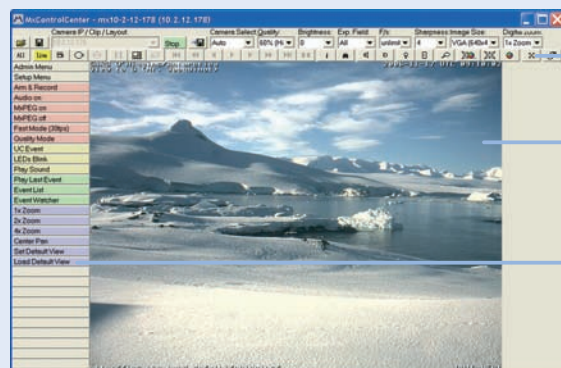 MxControlCenter - mx10-2-12-178 (10.2.12.178)
Camera IP / Clip / Layout
Camera Select
Quality
Brightness:
Exp. Field
F/s:
Sharpness:
Image Size:
Digital Zoom:
Stop
Auto
60% (Hi
0
All
unlimit
4
VGA (640x4
1x Zoom
All
Live
Admin Menu
Setup Menu
Arm & Record
Audio on
MxPEG on
MxPEG off
Fast Mode (30fps)
Quality Mode
UC Event
LEDs Blink
Play Sound
Play Last Event
Event List
Event Watcher
1x Zoom
2x Zoom
4x Zoom
Center Pan
Set Default View
Load Default View